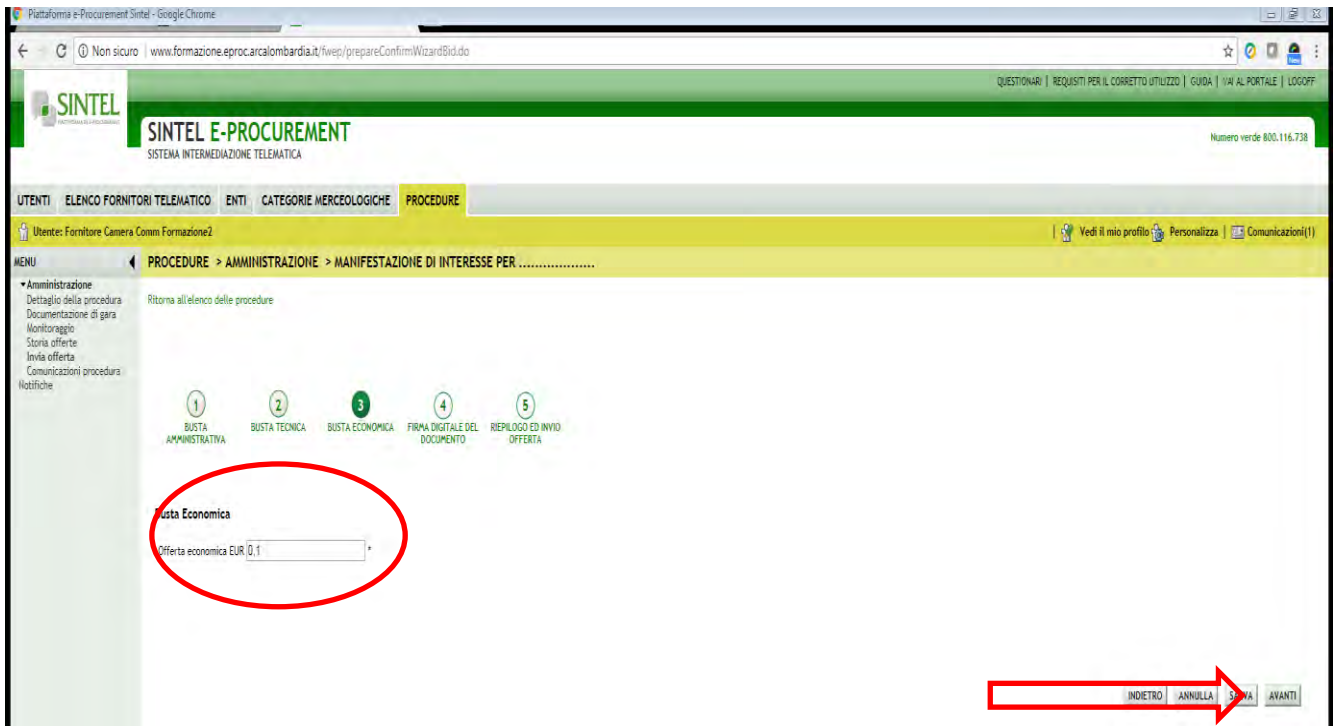 Piattaforma e-Procurement Sintel - Google Chrome
Non sicuro | www.formazione.eproc.arcalombardia.it/fwep/prepareConfirmWizardBid.do
QUESTIONARI | REQUISITI PER IL CORRETTO UTILIZZO | GUIDA | VAI AL PORTALE | LOGOFF
SINTEL
SINTEL E-PROCUREMENT
SISTEMA INTERMEDIAZIONE TELEMATICA
Numero verde 800.116.738
UTENTI ELENCO FORNITORI TELEMATICO ENTI CATEGORIE MERCEOLOGICHE PROCEDURE
Utente: Fornitore Camera Comm Formazione2
| Vedi il mio profilo Personalizza | Comunicazioni(1)
MENU
PROCEDURE > AMMINISTRAZIONE > MANIFESTAZIONE DI INTERESSE PER ..................
Amministrazione
Dettaglio della procedura
Documentazione di gara
Monitoraggio
Storia offerte
Invia offerta
Comunicazioni procedura
Notifiche
Ritorna all'elenco delle procedure
1 BUSTA AMMINISTRATIVA
2 BUSTA TECNICA
3 BUSTA ECONOMICA
4 FIRMA DIGITALE DEL DOCUMENTO
5 RIEPILOGO ED INVIO OFFERTA
Busta Economica
Offerta economica EUR 0,1 *
INDIETRO ANNULLA SALVA AVANTI